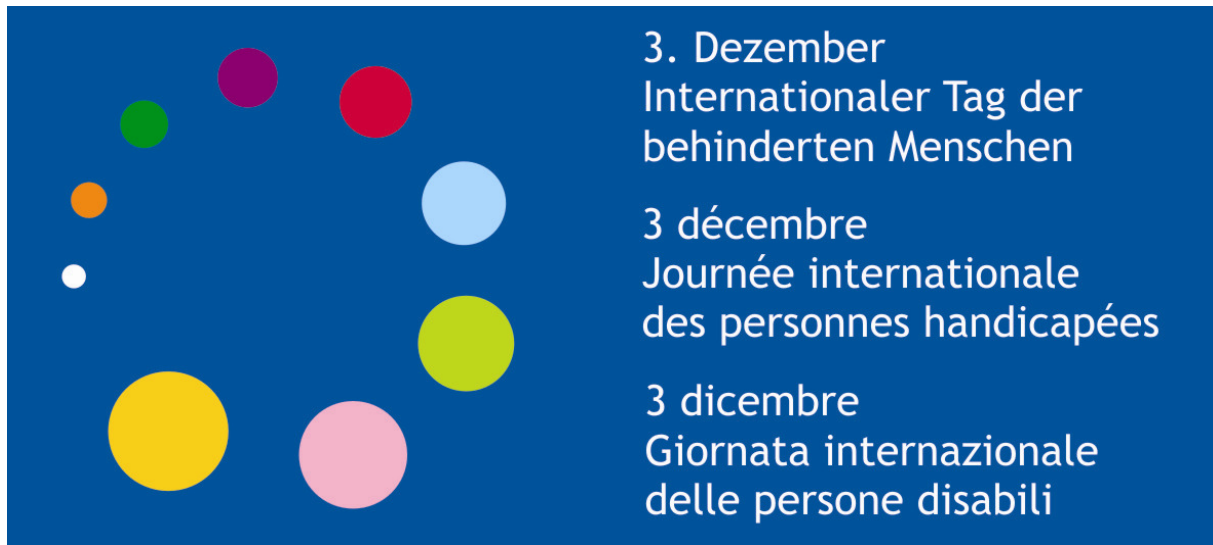 3. Dezember
Internationaler Tag der
behinderten Menschen
3 décembre
Journée internationale
des personnes handicapées
3 dicembre
Giornata internazionale
delle persone disabili